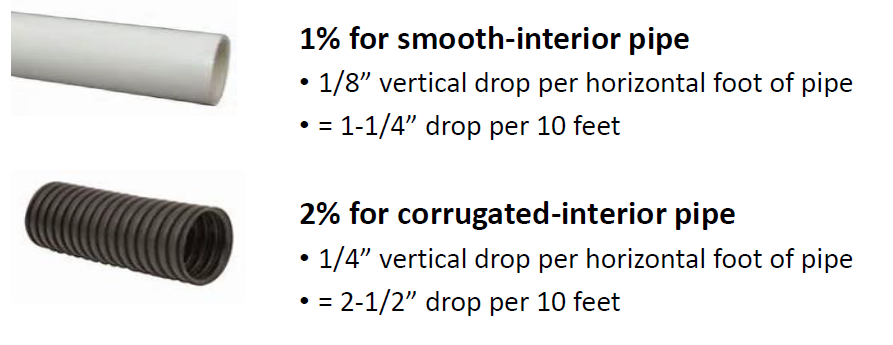 1% for smooth-interior pipe
• 1/8” vertical drop per horizontal foot of pipe
• = 1-1/4” drop per 10 feet
2% for corrugated-interior pipe
• 1/4” vertical drop per horizontal foot of pipe
• = 2-1/2” drop per 10 feet